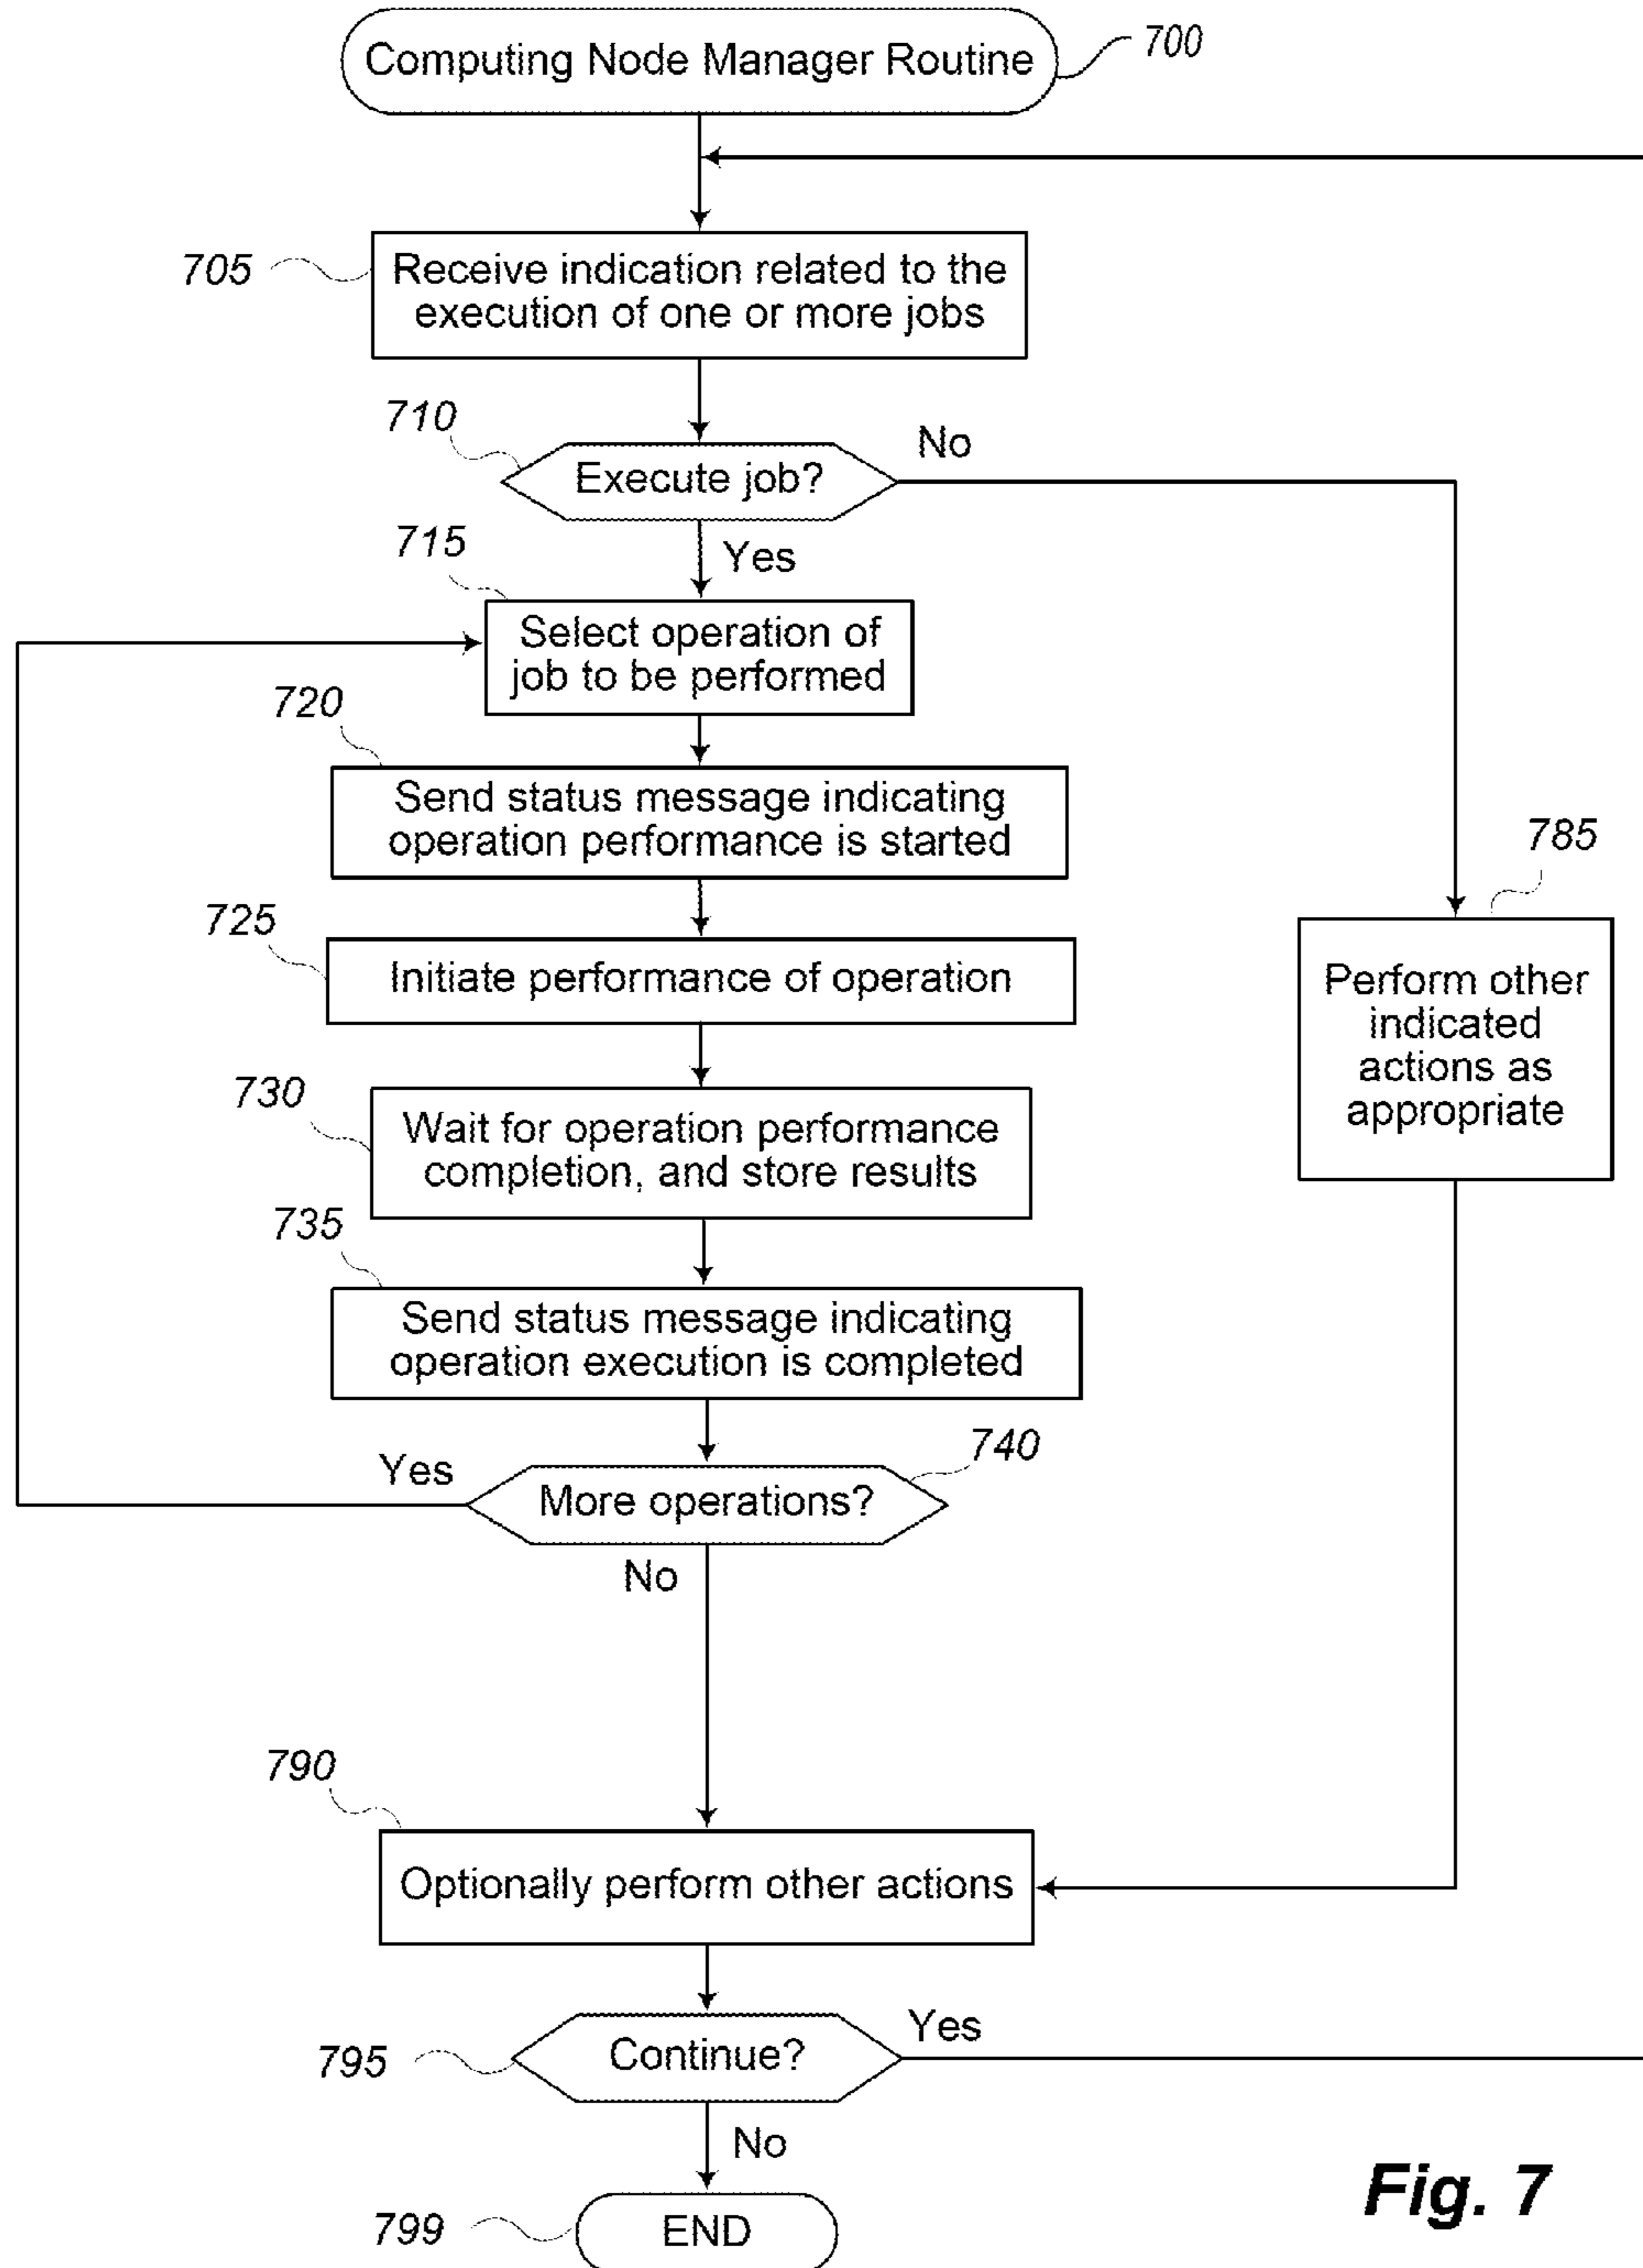 Computing Node Manager Routine
700
705
Receive indication related to the
execution of one or more jobs
710
Execute job?
No
715
Yes
Select operation of
job to be performed
720
Send status message indicating
operation performance is started
785
725
Initiate performance of operation
Perform other
indicated
actions as
appropriate
730
Wait for operation performance
completion, and store results
735
Send status message indicating
operation execution is completed
740
Yes
More operations?
No
790
Optionally perform other actions
795
Continue?
Yes
No
799
END
Fig. 7